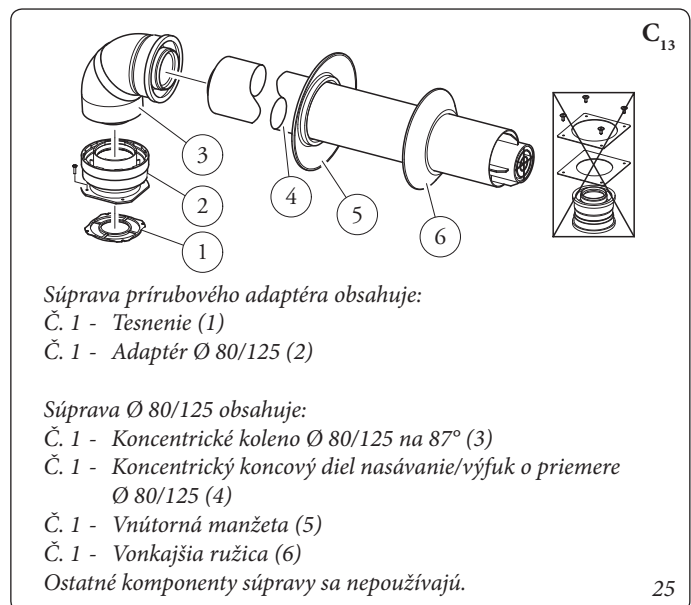 C13
3
2
1
4
5
6
Súprava prírubového adaptéra obsahuje:
Č. 1 - Tesnenie (1)
Č. 1 - Adaptér Ø 80/125 (2)
Súprava Ø 80/125 obsahuje:
Č. 1 - Koncentrické koleno Ø 80/125 na 87° (3)
Č. 1 - Koncentrický koncový diel nasávanie/výfuk o priemere
Ø 80/125 (4)
Č. 1 - Vnútorná manžeta (5)
Č. 1 - Vonkajšia ružica (6)
Ostatné komponenty súpravy sa nepoužívajú.
25